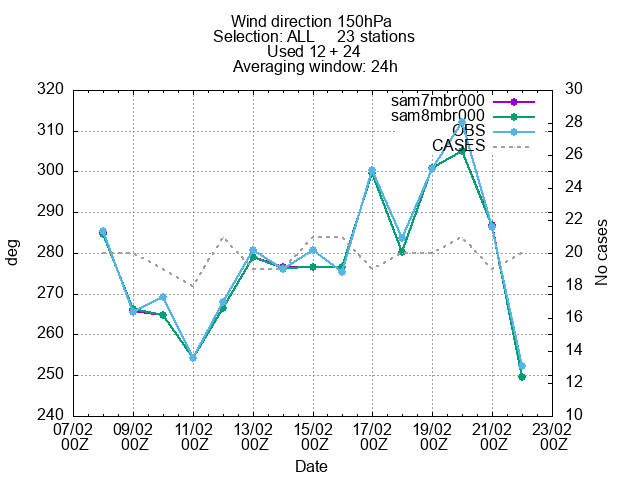 Wind direction 150hPa
Selection: ALL 23 stations
Used 12 + 24
Averaging window: 24h
320
310
300
290
280
270
260
250
240
deg
30
28
26
24
22
20
18
16
14
12
10
No cases
sam7mbr000
sam8mbr000
OBS
CASES
07/02 09/02 11/02 13/02 15/02 17/02 19/02 21/02 23/02
00Z 00Z 00Z 00Z 00Z 00Z 00Z 00Z 00Z
Date